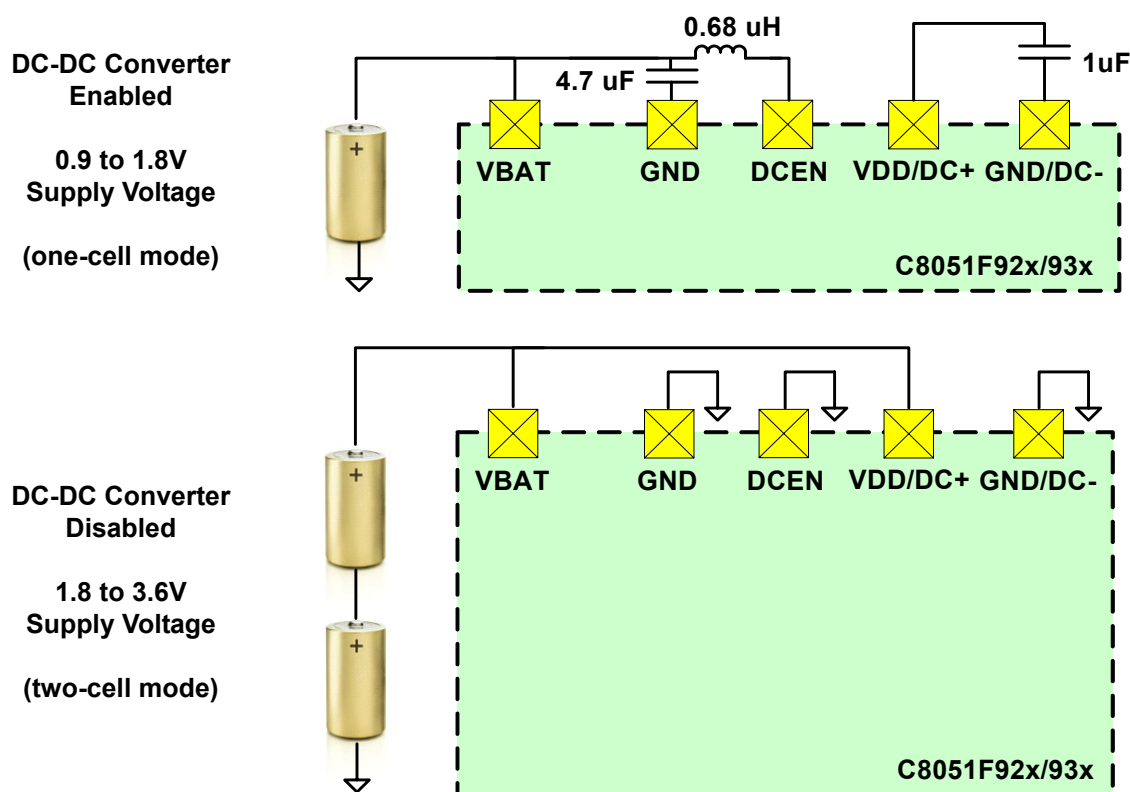 DC-DC Converter
Enabled
0.9 to 1.8V
Supply Voltage
(one-cell mode)
0.68 uH
4.7 uF
1uF
+
VBAT
GND
DCEN
VDD/DC+
GND/DC-
C8051F92x/93x
DC-DC Converter
Disabled
1.8 to 3.6V
Supply Voltage
(two-cell mode)
+
+
VBAT
GND
DCEN
VDD/DC+
GND/DC-
C8051F92x/93x